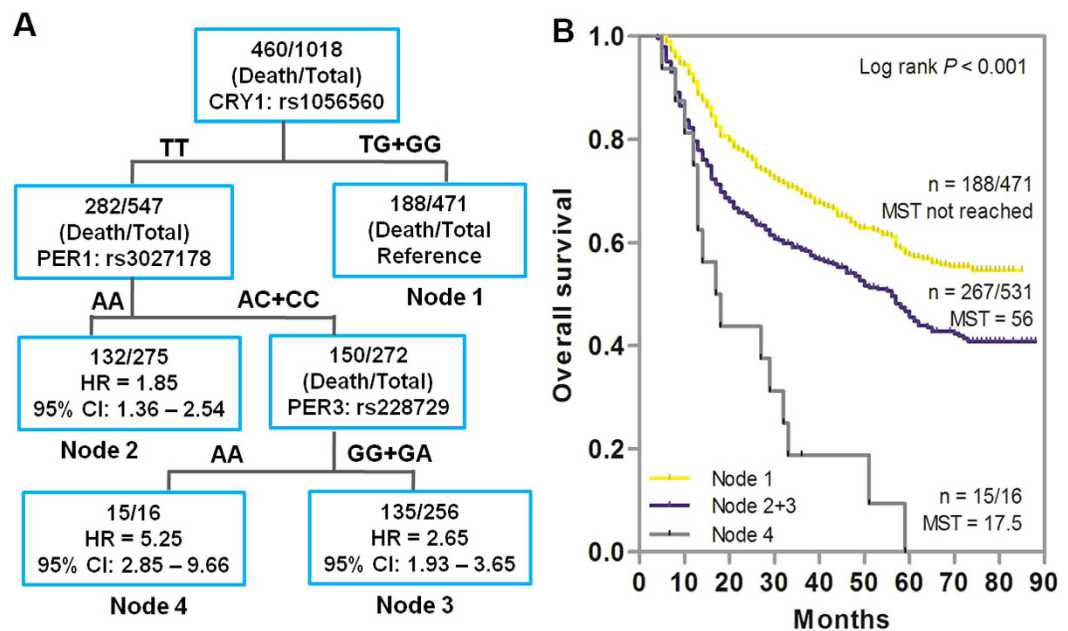 A
460/1018
(Death/Total)
CRY1: rs1056560
TT
TG+GG
282/547
(Death/Total)
PER1: rs3027178
188/471
(Death/Total
Reference
Node 1
AA
AC+CC
132/275
HR = 1.85
95% CI: 1.36 – 2.54
Node 2
150/272
(Death/Total)
PER3: rs228729
AA
GG+GA
15/16
HR = 5.25
95% CI: 2.85 – 9.66
Node 4
135/256
HR = 2.65
95% CI: 1.93 – 3.65
Node 3
B
Overall survival
1.0
0.8
0.6
0.4
0.2
0.0
Log rank P < 0.001
n = 188/471
MST not reached
n = 267/531
MST = 56
n = 15/16
MST = 17.5
Node 1
Node 2+3
Node 4
0 10 20 30 40 50 60 70 80 90
Months